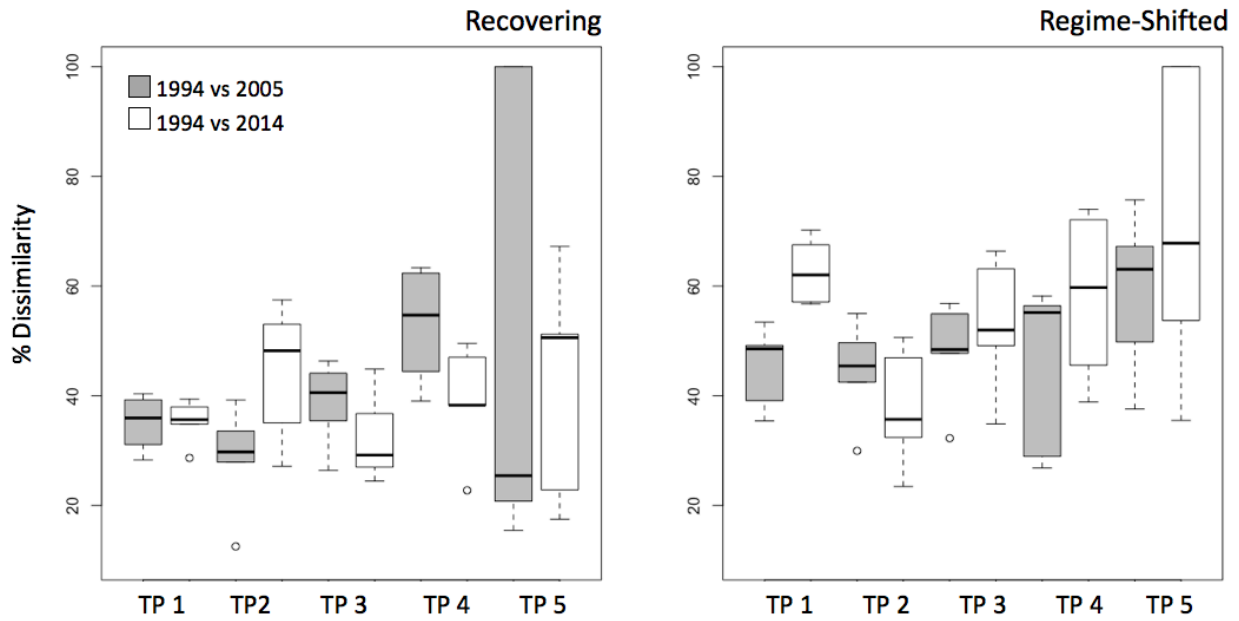 Recovering
Regime-Shifted
% Dissimilarity
100
80
60
40
20
1994 vs 2005
1994 vs 2014
TP 1 TP2 TP 3 TP 4 TP 5
100
80
60
40
20
TP 1 TP 2 TP 3 TP 4 TP 5